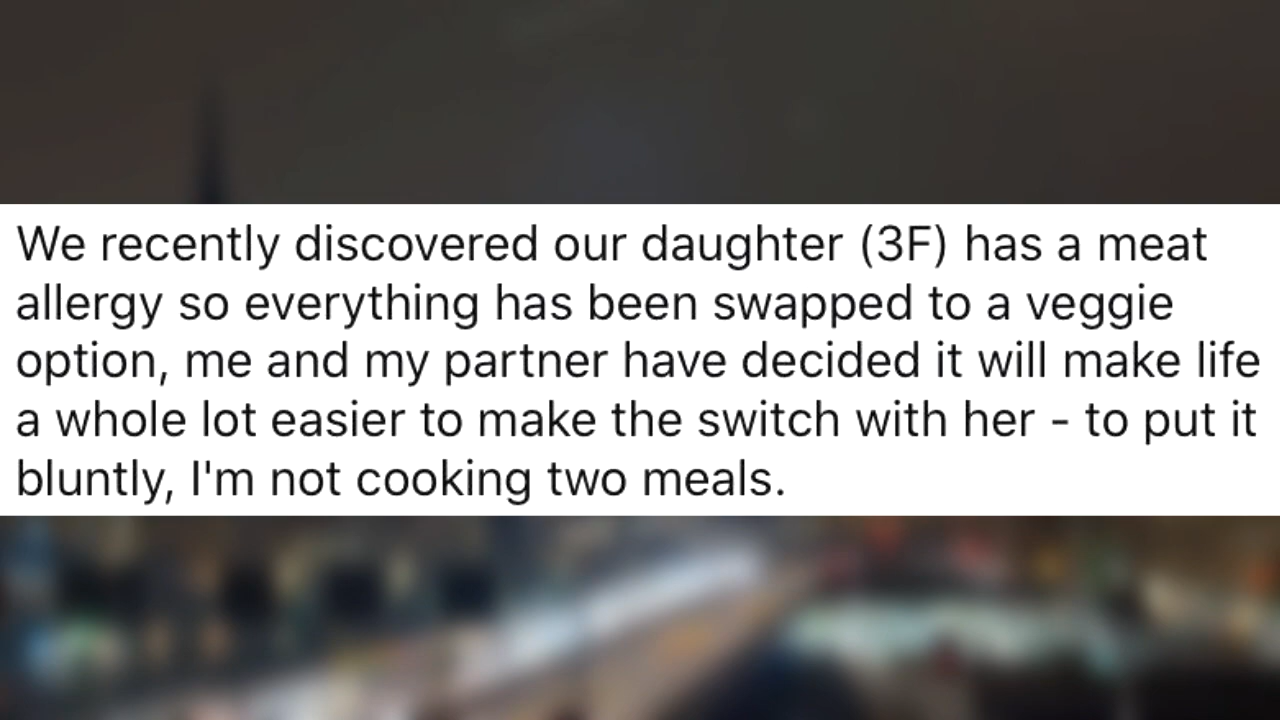 We recently discovered our daughter (3F) has a meat
allergy so everything has been swapped to a veggie
option, me and my partner have decided it will make life
a whole lot easier to make the switch with her - to put it
bluntly, I'm not cooking two meals.